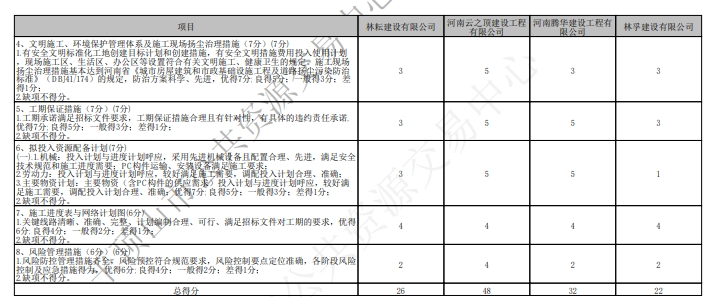 项目 林耘建设有限公司 河南云之顶建设工程有限公司 河南腾华建设工程有限公司 林孚建设有限公司
4、文明施工、环境保护管理体系及施工现场扬尘治理措施（7分）(7分)
1.有安全文明标准化工地创建目标计划和创建措施，有安全文明措施费用投入使用计划
，现场施工区、生活区、办公区等设置符合有关文明施工、健康卫生的规定。施工现场
扬尘治理措施基本达到河南省《城市房屋建筑和市政基础设施工程及道路扬尘污染防治
标准》（DBJ41/174）的规定，防治方案科学、先进，优得7分;良得5分；一般得3分；差
得1分；
2.缺项不得分。
3 5 3 3
5、工期保证措施（7分）(7分)
1.工期承诺满足招标文件要求，工期保证措施合理且有针对性，有具体的违约责任承诺.
优得7分;良得5分；一般得3分；差得1分；
2.缺项不得分。
3 5 5 3
6、拟投入资源配备计划(7分)
(一)1.机械：投入计划与进度计划呼应，采用先进机械设备且配置合理、先进，满足安全
技术规范和施工进度需要；PC构件运输、安装设备满足施工要求；
2.劳动力：投入计划与进度计划呼应，较好满足施工需要，调配投入计划合理、准确；
3.主要物资计划：主要物资（含PC构件的供应需求）投入计划与进度计划呼应，较好满
足施工需要，调配投入计划合理、准确；优得7分;良得5分；一般得3分；差得1分；
2.缺项不得分。
3 5 5 1
7、施工进度表与网络计划图(6分)
1.关键线路清晰、准确、完整，计划编制合理、可行、满足招标文件对工期的要求，优得
6分;良得4分；一般得2分；差得1分；
2.缺项不得分。
4 4 4 4
8、风险管理措施（6分）(6分)
1.风险防控管理措施齐全，风险预控符合规范要求，风险控制要点定位准确，各阶段风险
控制及应急措施得力，优得6分;良得4分；一般得2分；差得1分；
2.缺项不得分。
2 4 2 2
总得分 26 48 32 22
平顶山市公共资源交易中心